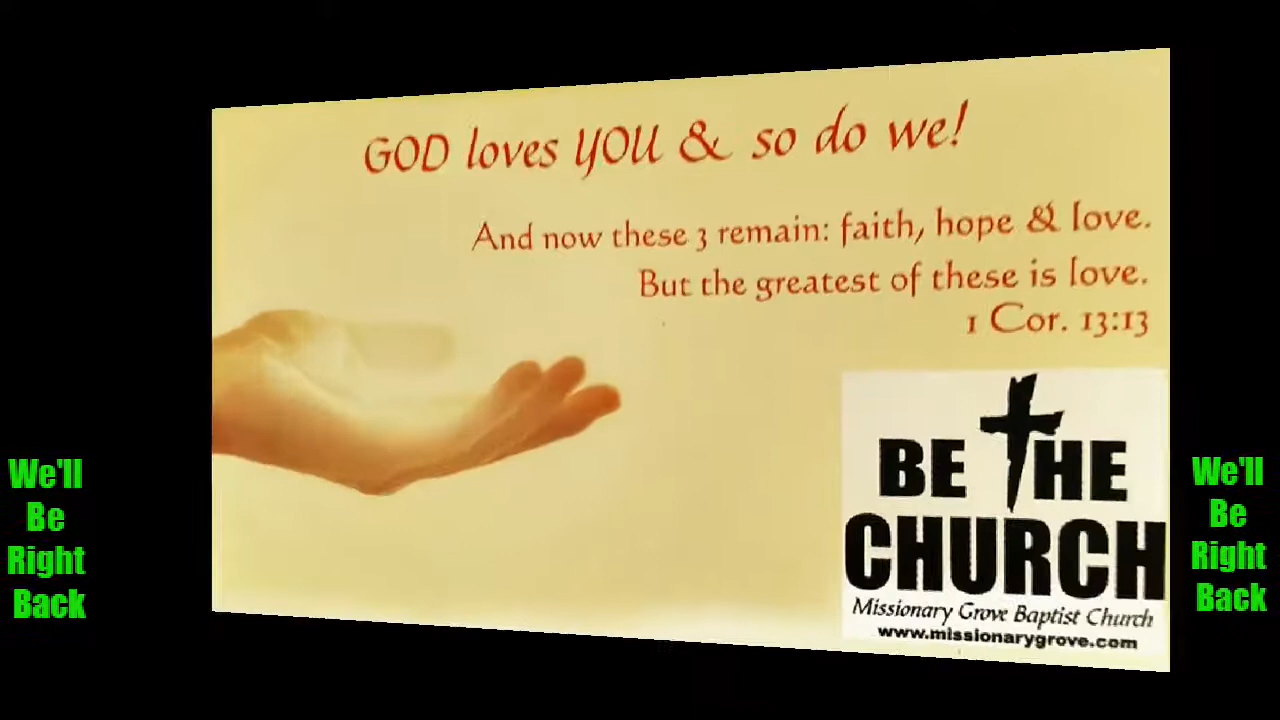 GOD loves YOU & so do we!
And now these 3 remain: faith, hope & love.
But the greatest of these is love.
1 Cor. 13:13
BE THE
CHURCH
Missionary Grove Baptist Church
www.missionarygrove.com
We'll
Be
Right
Back
We'll
Be
Right
Back